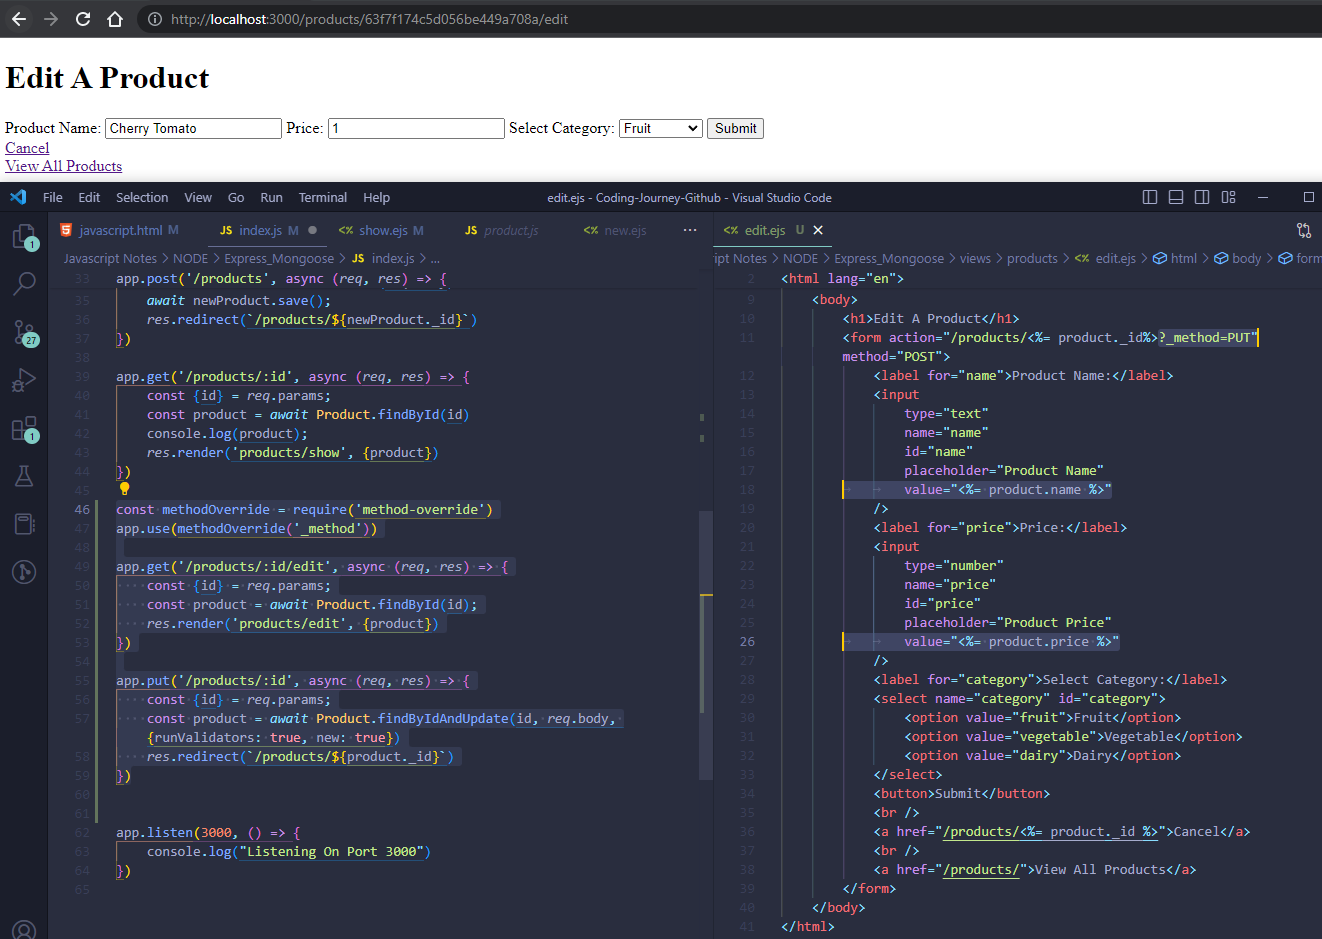 http://localhost:3000/products/63f7f174c5d056be449a708a/edit
Edit A Product
Product Name: Cherry Tomato Price: 1 Select Category: Fruit Submit
Cancel
View All Products
File Edit Selection View Go Run Terminal Help edit.ejs - Coding-Journey-Github - Visual Studio Code
javascript.html M JS index.js M <% show.ejs M JS product.js <% new.ejs ...
Javascript Notes > NODE > Express_Mongoose > JS index.js > ...
33 app.post('/products', async (req, res) => {
35 await newProduct.save();
36 res.redirect(`/products/${newProduct._id}`)
37 })
38
39 app.get('/products/:id', async (req, res) => {
40 const {id} = req.params;
41 const product = await Product.findById(id)
42 console.log(product);
43 res.render('products/show', {product})
44 })
45
46 const methodOverride = require('method-override')
47 app.use(methodOverride('_method'))
48
49 app.get('/products/:id/edit', async (req, res) => {
50 const {id} = req.params;
51 const product = await Product.findById(id);
52 res.render('products/edit', {product})
53 })
54
55 app.put('/products/:id', async (req, res) => {
56 const {id} = req.params;
57 const product = await Product.findByIdAndUpdate(id, req.body,
{runValidators: true, new: true})
58 res.redirect(`/products/${product._id}`)
59 })
60
61
62 app.listen(3000, () => {
63 console.log("Listening On Port 3000")
64 })
65
1
27
1
<% edit.ejs U
ript Notes > NODE > Express_Mongoose > views > products > <% edit.ejs > html > body > form
2 <html lang="en">
9 <body>
10 <h1>Edit A Product</h1>
11 <form action="/products/<%= product._id%>?_method=PUT"
method="POST">
12 <label for="name">Product Name:</label>
13 <input
14 type="text"
15 name="name"
16 id="name"
17 placeholder="Product Name"
18 value="<%= product.name %>"
19 />
20 <label for="price">Price:</label>
21 <input
22 type="number"
23 name="price"
24 id="price"
25 placeholder="Product Price"
26 value="<%= product.price %>"
27 />
28 <label for="category">Select Category:</label>
29 <select name="category" id="category">
30 <option value="fruit">Fruit</option>
31 <option value="vegetable">Vegetable</option>
32 <option value="dairy">Dairy</option>
33 </select>
34 <button>Submit</button>
35 <br />
36 <a href="/products/<%= product._id %>">Cancel</a>
37 <br />
38 <a href="/products/">View All Products</a>
39 </form>
40 </body>
41 </html>